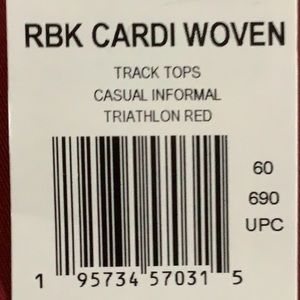 RBK CARDI WOVEN
TRACK TOPS
CASUAL INFORMAL
TRIATHLON RED
60
690
UPC
1 95734 57031 5